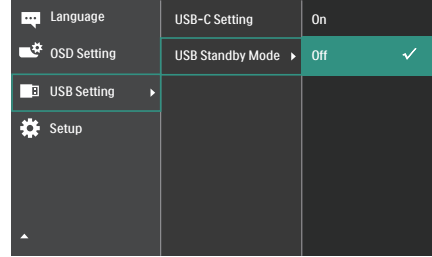 Language
OSD Setting
USB Setting
Setup
USB-C Setting
USB Standby Mode
On
Off